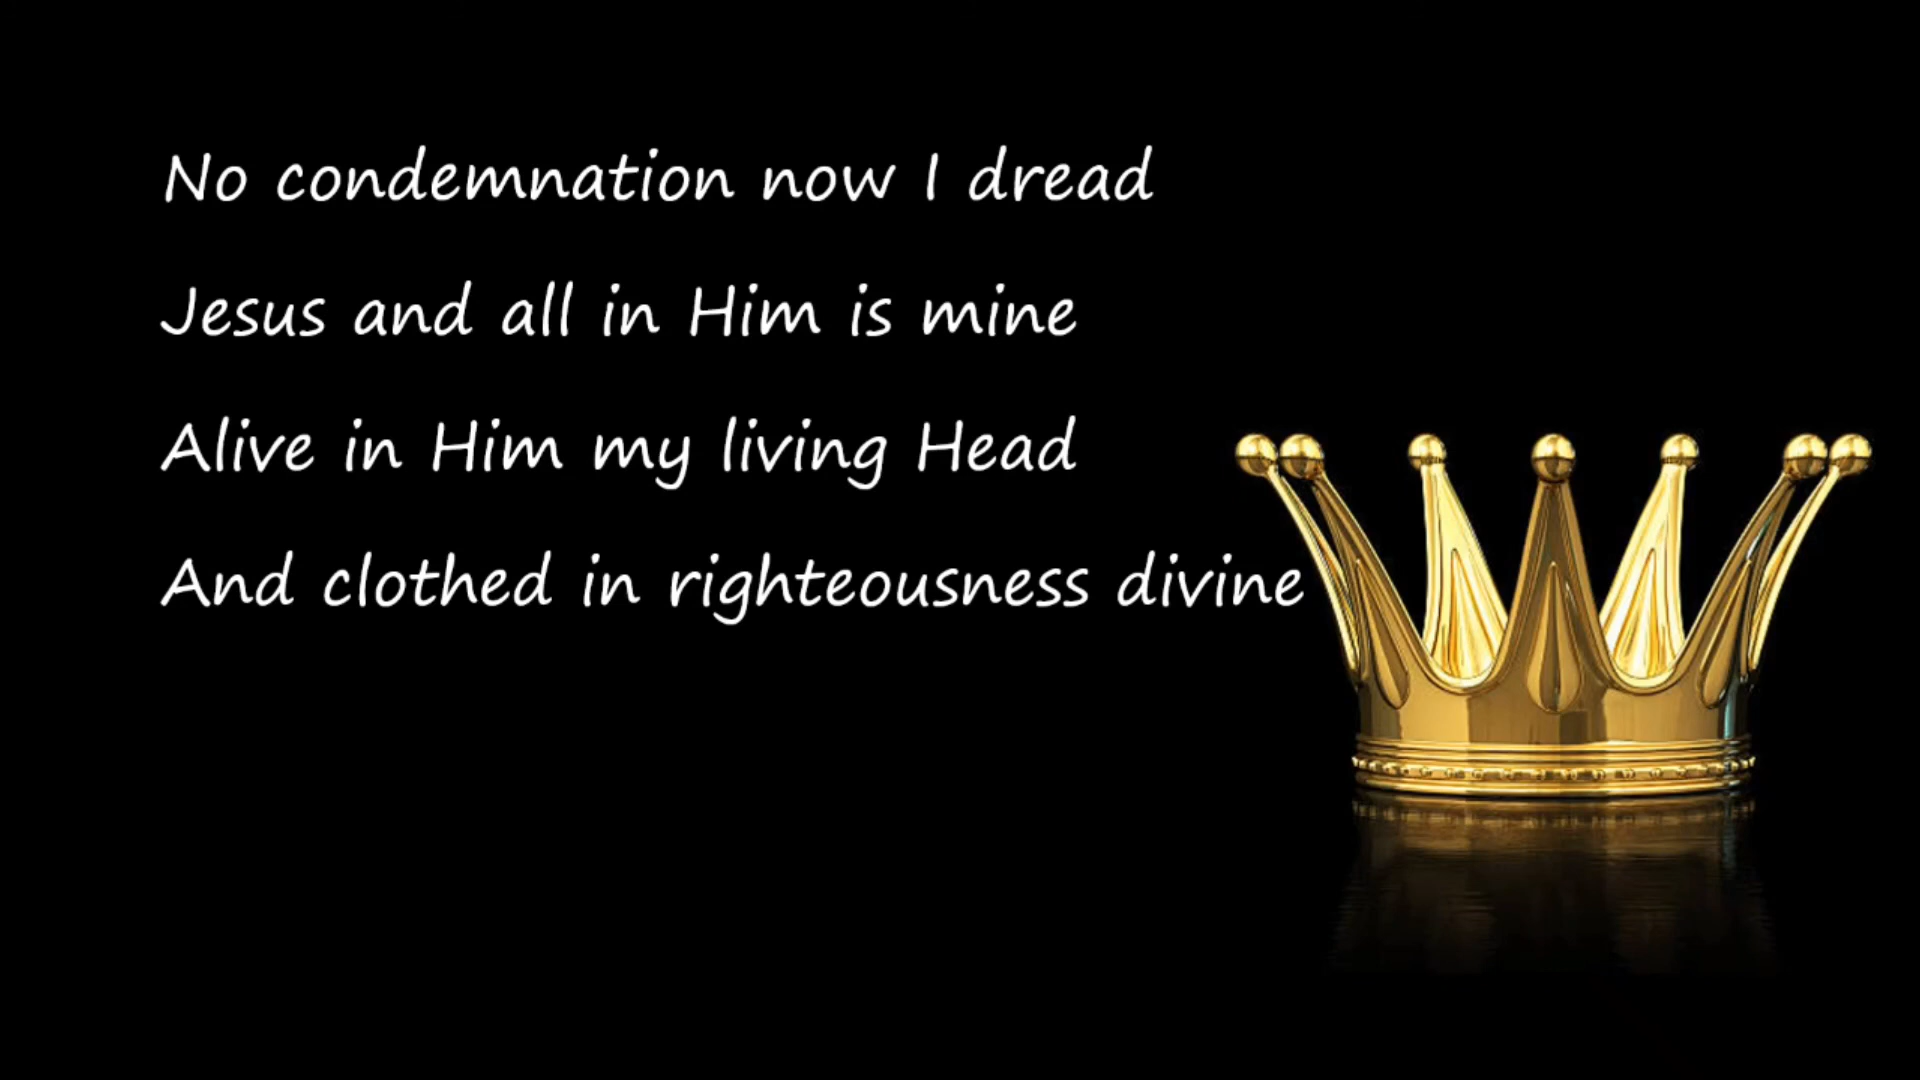 No condemnation now I dread
Jesus and all in Him is mine
Alive in Him my living Head
And clothed in righteousness divine